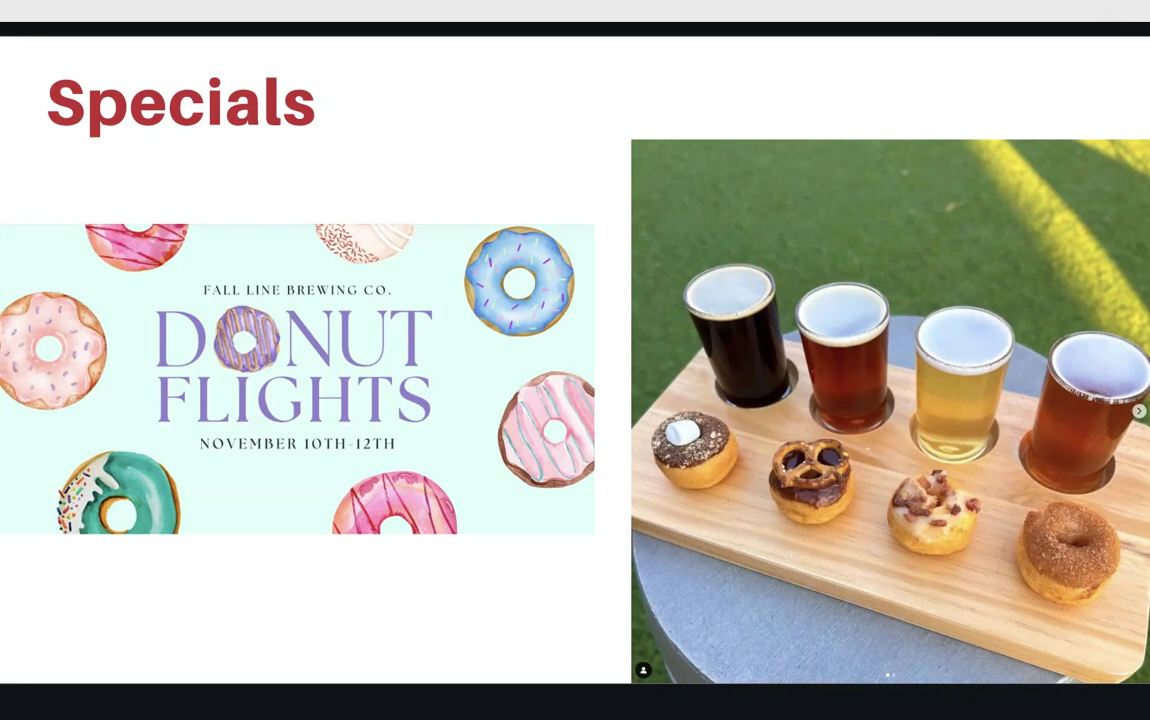 Specials
FALL LINE BREWING CO.
DONUT
FLIGHTS
NOVEMBER 10TH-12TH